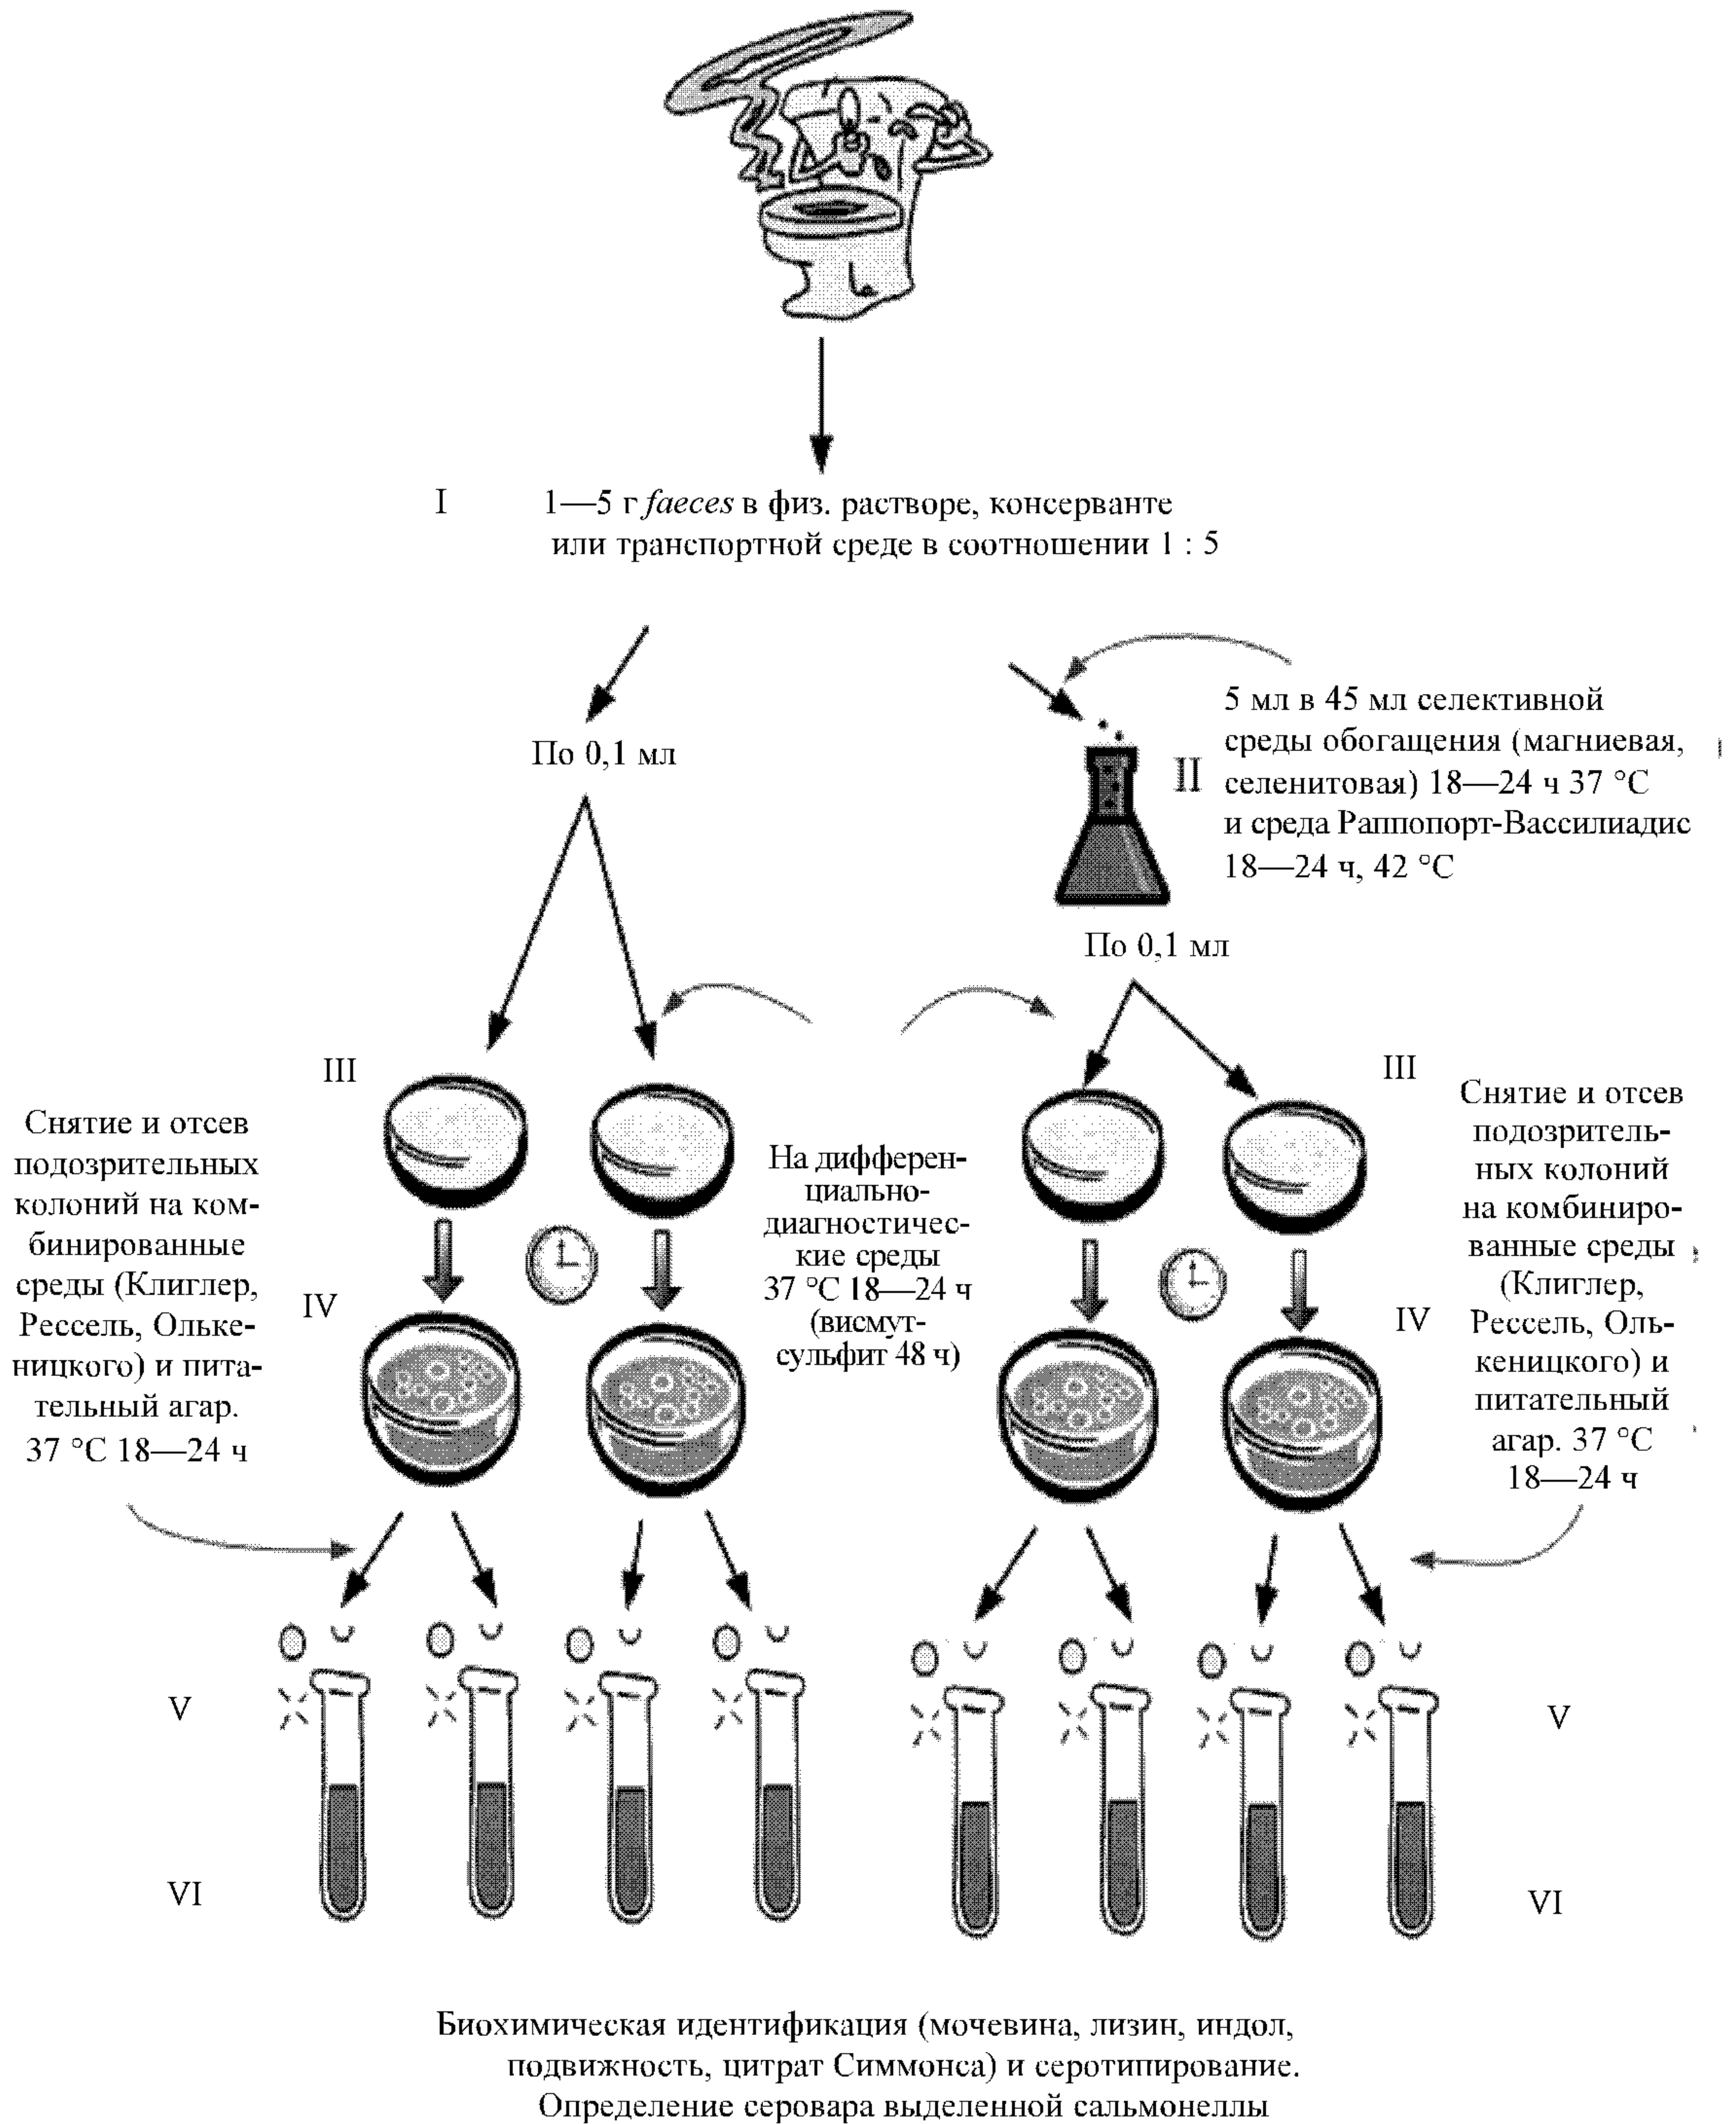 I 1—5 г faeces в физ. растворе, консерванте
или транспортной среде в соотношении 1 : 5
По 0,1 мл
II
5 мл в 45 мл селективной
среды обогащения (магниевая,
селенитовая) 18—24 ч 37 °С
и среда Раппопорт-Вассилиадис
18—24 ч, 42 °С
По 0,1 мл
III
III
Снятие и отсев
подозрительных
колоний на ком-
бинированные
среды (Клиглер,
Рессель, Ольке-
ницкого) и пита-
тельный агар.
37 °С 18—24 ч
На дифферен-
циально-
диагностичес-
кие среды
37 °С 18—24 ч
(висмут-
сульфит 48 ч)
Снятие и отсев
подозритель-
ных колоний
на комбиниро-
ванные среды
(Клиглер,
Рессель, Оль-
кеницкого) и
питательный
агар. 37 °С
18—24 ч
IV
IV
V
V
VI
VI
Биохимическая идентификация (мочевина, лизин, индол,
подвижность, цитрат Симмонса) и серотипирование.
Определение серовара выделенной сальмонеллы